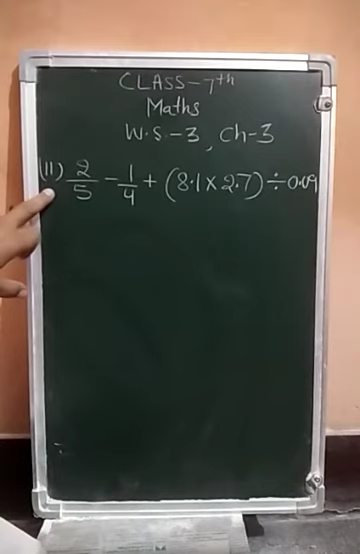 CLASS-7th
Maths
W.S.-3, Ch-3
(11) 2/5 - 1/4 + (8.1 × 2.7) ÷ 0.09